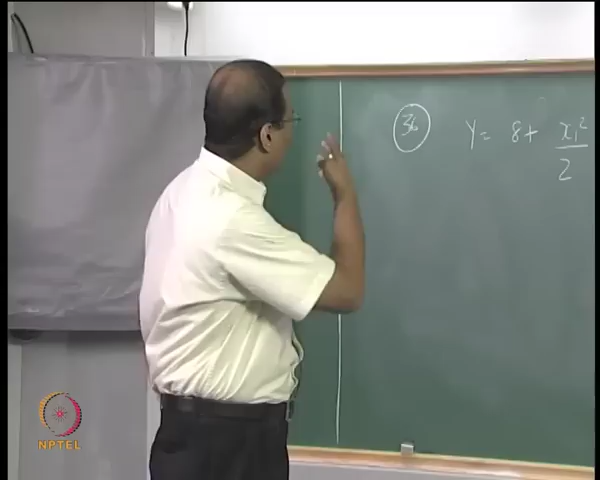 36 y = 8 + x₁² / 2
NPTEL